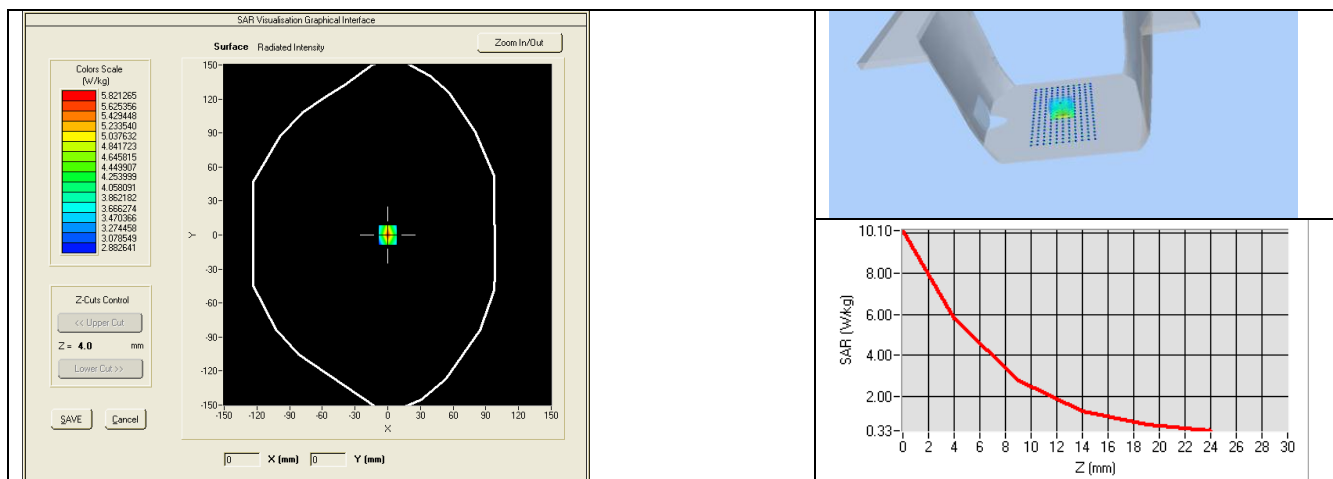 SAR Visualisation Graphical Interface
Surface Radiated Intensity
Zoom In/Out
Colors Scale
(W/kg)
5.821265
5.625356
5.429448
5.233540
5.037632
4.841723
4.645815
4.449907
4.253999
4.058091
3.862182
3.666274
3.470366
3.274458
3.078549
2.882641
Z-Cuts Control
<< Upper Cut
Z = 4.0 mm
Lower Cut >>
SAVE Cancel
150
120
90
60
30
0
-30
-60
-90
-120
-150
Y
-150 -120 -90 -60 -30 0 30 60 90 120 150
X
0 X (mm) 0 Y (mm)
10.10
8.00
6.00
4.00
2.00
0.33
SAR (W/kg)
0 2 4 6 8 10 12 14 16 18 20 22 24 26 28 30
Z (mm)